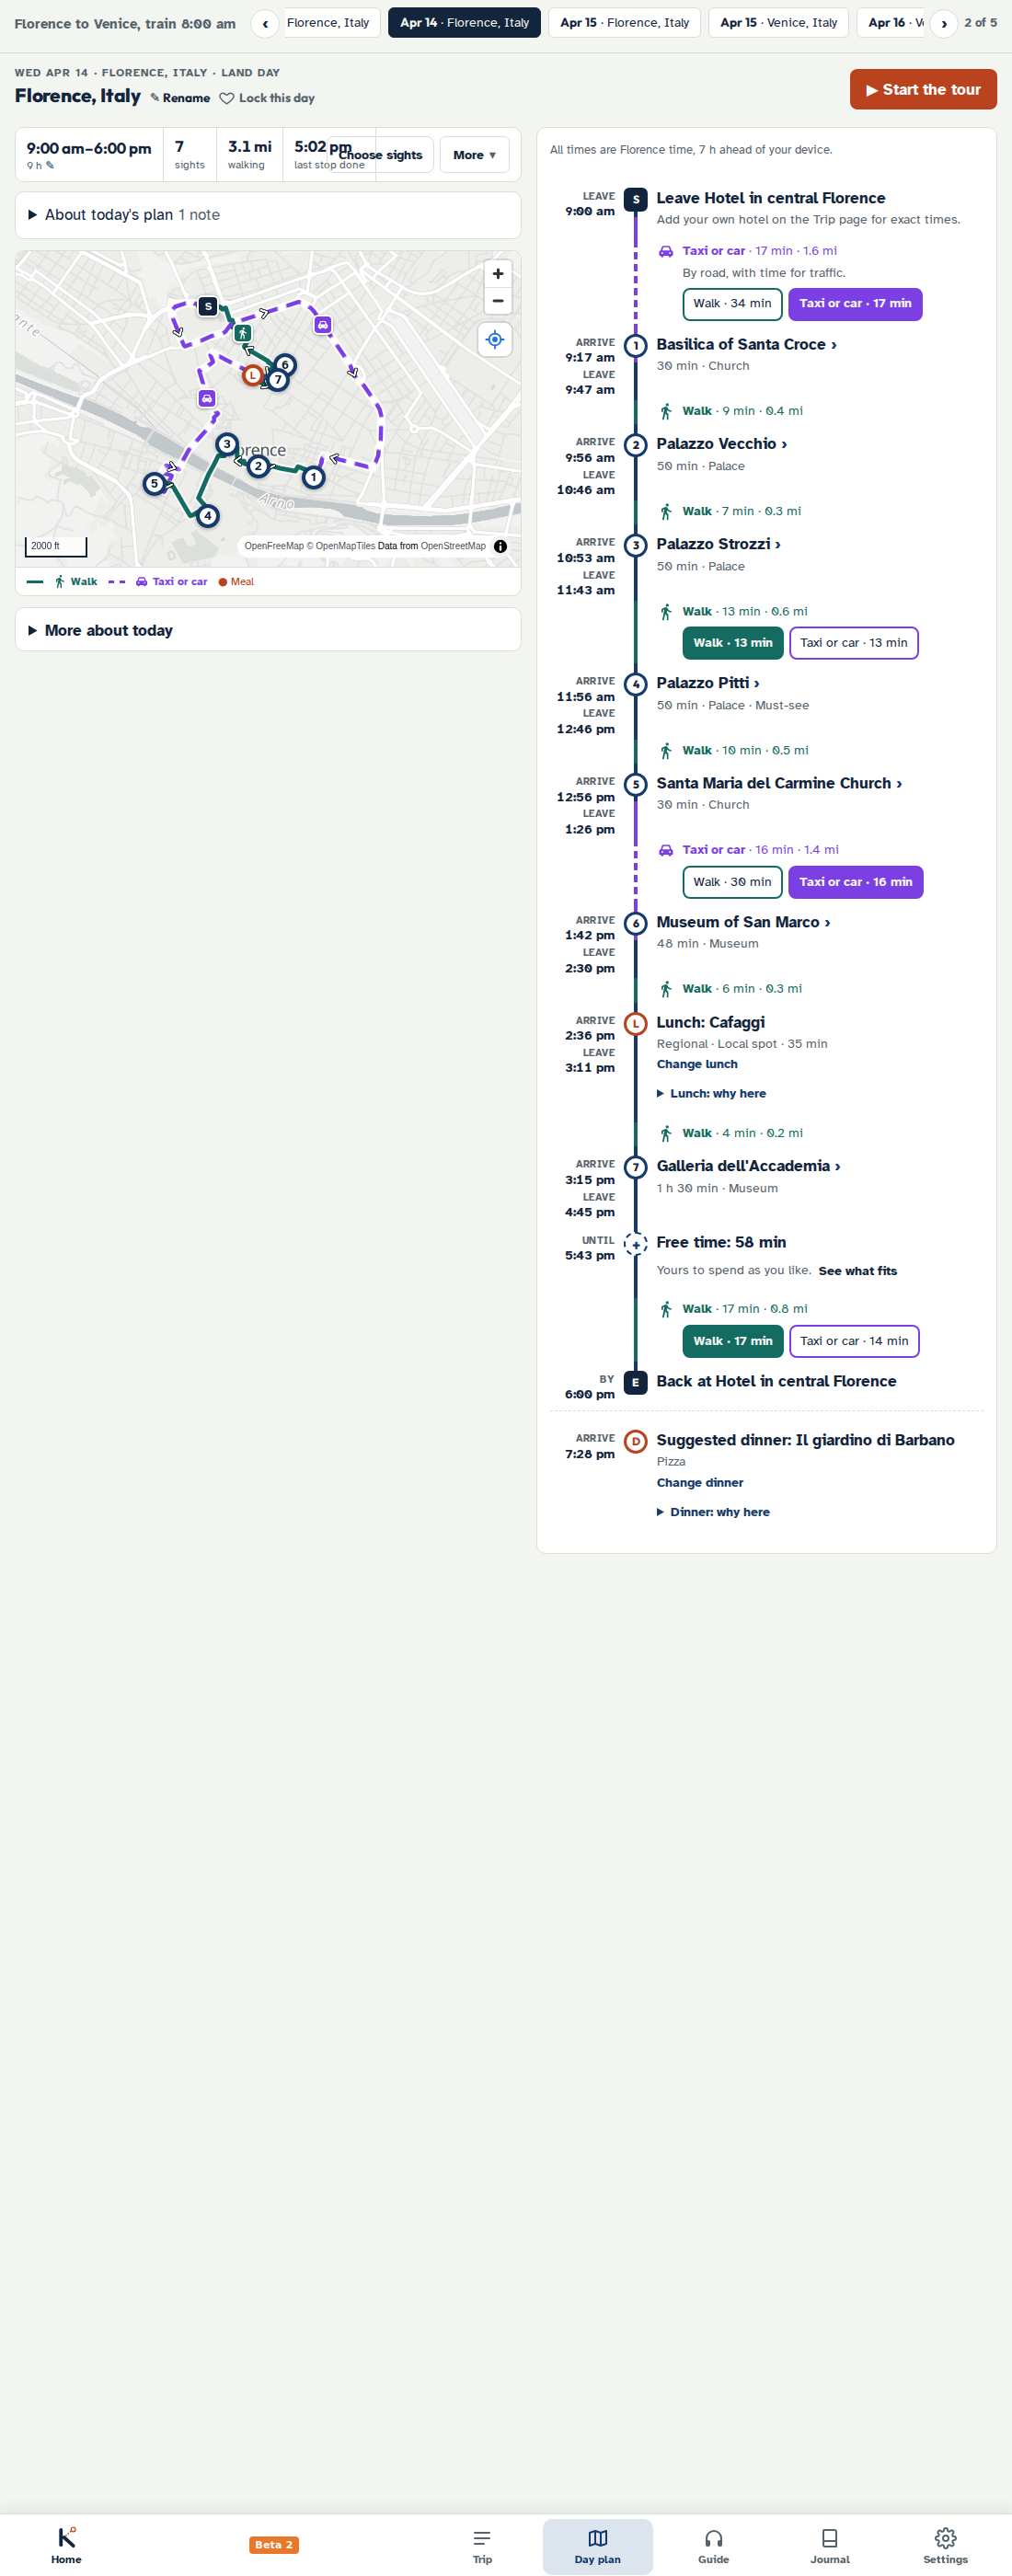 Florence to Venice, train 8:00 am
‹
Florence, Italy
Apr 14 · Florence, Italy
Apr 15 · Florence, Italy
Apr 15 · Venice, Italy
Apr 16 · V
›
2 of 5
WED APR 14 · FLORENCE, ITALY · LAND DAY
Florence, Italy ✎ Rename Lock this day
▶ Start the tour
9:00 am–6:00 pm
9 h ✎
7
sights
3.1 mi
walking
5:02 pm
last stop done
Choose sights
More ▼
▶ About today's plan 1 note
ante
S
6
L
7
3
orence
2
1
5
4
Arno
+
−
2000 ft
OpenFreeMap © OpenMapTiles Data from OpenStreetMap
Walk Taxi or car Meal
▶ More about today
All times are Florence time, 7 h ahead of your device.
LEAVE
9:00 am
S
Leave Hotel in central Florence
Add your own hotel on the Trip page for exact times.
Taxi or car · 17 min · 1.6 mi
By road, with time for traffic.
Walk · 34 min
Taxi or car · 17 min
ARRIVE
9:17 am
LEAVE
9:47 am
1
Basilica of Santa Croce ›
30 min · Church
Walk · 9 min · 0.4 mi
ARRIVE
9:56 am
LEAVE
10:46 am
2
Palazzo Vecchio ›
50 min · Palace
Walk · 7 min · 0.3 mi
ARRIVE
10:53 am
LEAVE
11:43 am
3
Palazzo Strozzi ›
50 min · Palace
Walk · 13 min · 0.6 mi
Walk · 13 min
Taxi or car · 13 min
ARRIVE
11:56 am
LEAVE
12:46 pm
4
Palazzo Pitti ›
50 min · Palace · Must-see
Walk · 10 min · 0.5 mi
ARRIVE
12:56 pm
LEAVE
1:26 pm
5
Santa Maria del Carmine Church ›
30 min · Church
Taxi or car · 16 min · 1.4 mi
Walk · 30 min
Taxi or car · 16 min
ARRIVE
1:42 pm
LEAVE
2:30 pm
6
Museum of San Marco ›
48 min · Museum
Walk · 6 min · 0.3 mi
ARRIVE
2:36 pm
LEAVE
3:11 pm
L
Lunch: Cafaggi
Regional · Local spot · 35 min
Change lunch
▶ Lunch: why here
Walk · 4 min · 0.2 mi
ARRIVE
3:15 pm
LEAVE
4:45 pm
7
Galleria dell'Accademia ›
1 h 30 min · Museum
UNTIL
5:43 pm
+
Free time: 58 min
Yours to spend as you like. See what fits
Walk · 17 min · 0.8 mi
Walk · 17 min
Taxi or car · 14 min
BY
6:00 pm
E
Back at Hotel in central Florence
ARRIVE
7:28 pm
D
Suggested dinner: Il giardino di Barbano
Pizza
Change dinner
▶ Dinner: why here
Home
Beta 2
Trip
Day plan
Guide
Journal
Settings